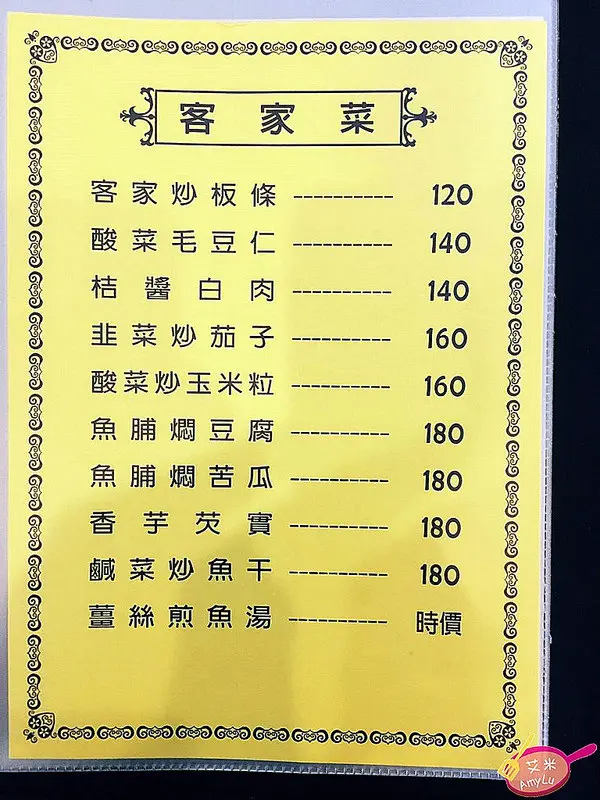 客家菜
客家炒板條 ---------- 120
酸菜毛豆仁 ---------- 140
桔醬白肉 ---------- 140
韭菜炒茄子 ---------- 160
酸菜炒玉米粒 ---------- 160
魚脯燜豆腐 ---------- 180
魚脯燜苦瓜 ---------- 180
香芋芡實 ---------- 180
鹹菜炒魚干 ---------- 180
薑絲煎魚湯 ---------- 時價
艾米
AmyLu